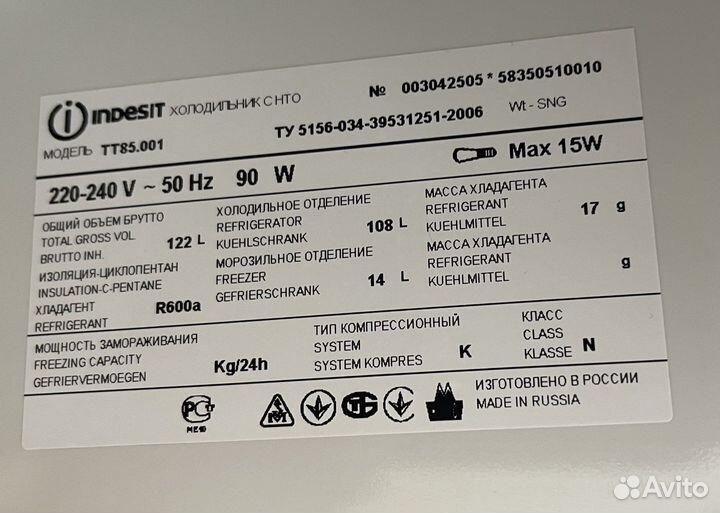 INDESIT ХОЛОДИЛЬНИК С НТО № 003042505 * 58350510010
МОДЕЛЬ TT85.001 ТУ 5156-034-39531251-2006 Wt - SNG
220-240 V ~ 50 Hz 90 W Max 15W
ОБЩИЙ ОБЪЕМ БРУТТО
TOTAL GROSS VOL 122 L
BRUTTO INH.
ХОЛОДИЛЬНОЕ ОТДЕЛЕНИЕ
REFRIGERATOR 108 L
KUEHLSCHRANK
МАССА ХЛАДАГЕНТА
REFRIGERANT 17 g
KUEHLMITTEL
ИЗОЛЯЦИЯ-ЦИКЛОПЕНТАН
INSULATION-C-PENTANE
ХЛАДАГЕНТ R600a
REFRIGERANT
МОРОЗИЛЬНОЕ ОТДЕЛЕНИЕ
FREEZER 14 L
GEFRIERSCHRANK
МАССА ХЛАДАГЕНТА
REFRIGERANT g
KUEHLMITTEL
МОЩНОСТЬ ЗАМОРАЖИВАНИЯ
FREEZING CAPACITY Kg/24h
GEFRIERVERMOEGEN
ТИП КОМПРЕССИОННЫЙ
SYSTEM K
SYSTEM KOMPRES
КЛАСС
CLASS N
KLASSE
РСТ
ME10
ИЗГОТОВЛЕНО В РОССИИ
MADE IN RUSSIA
Avito